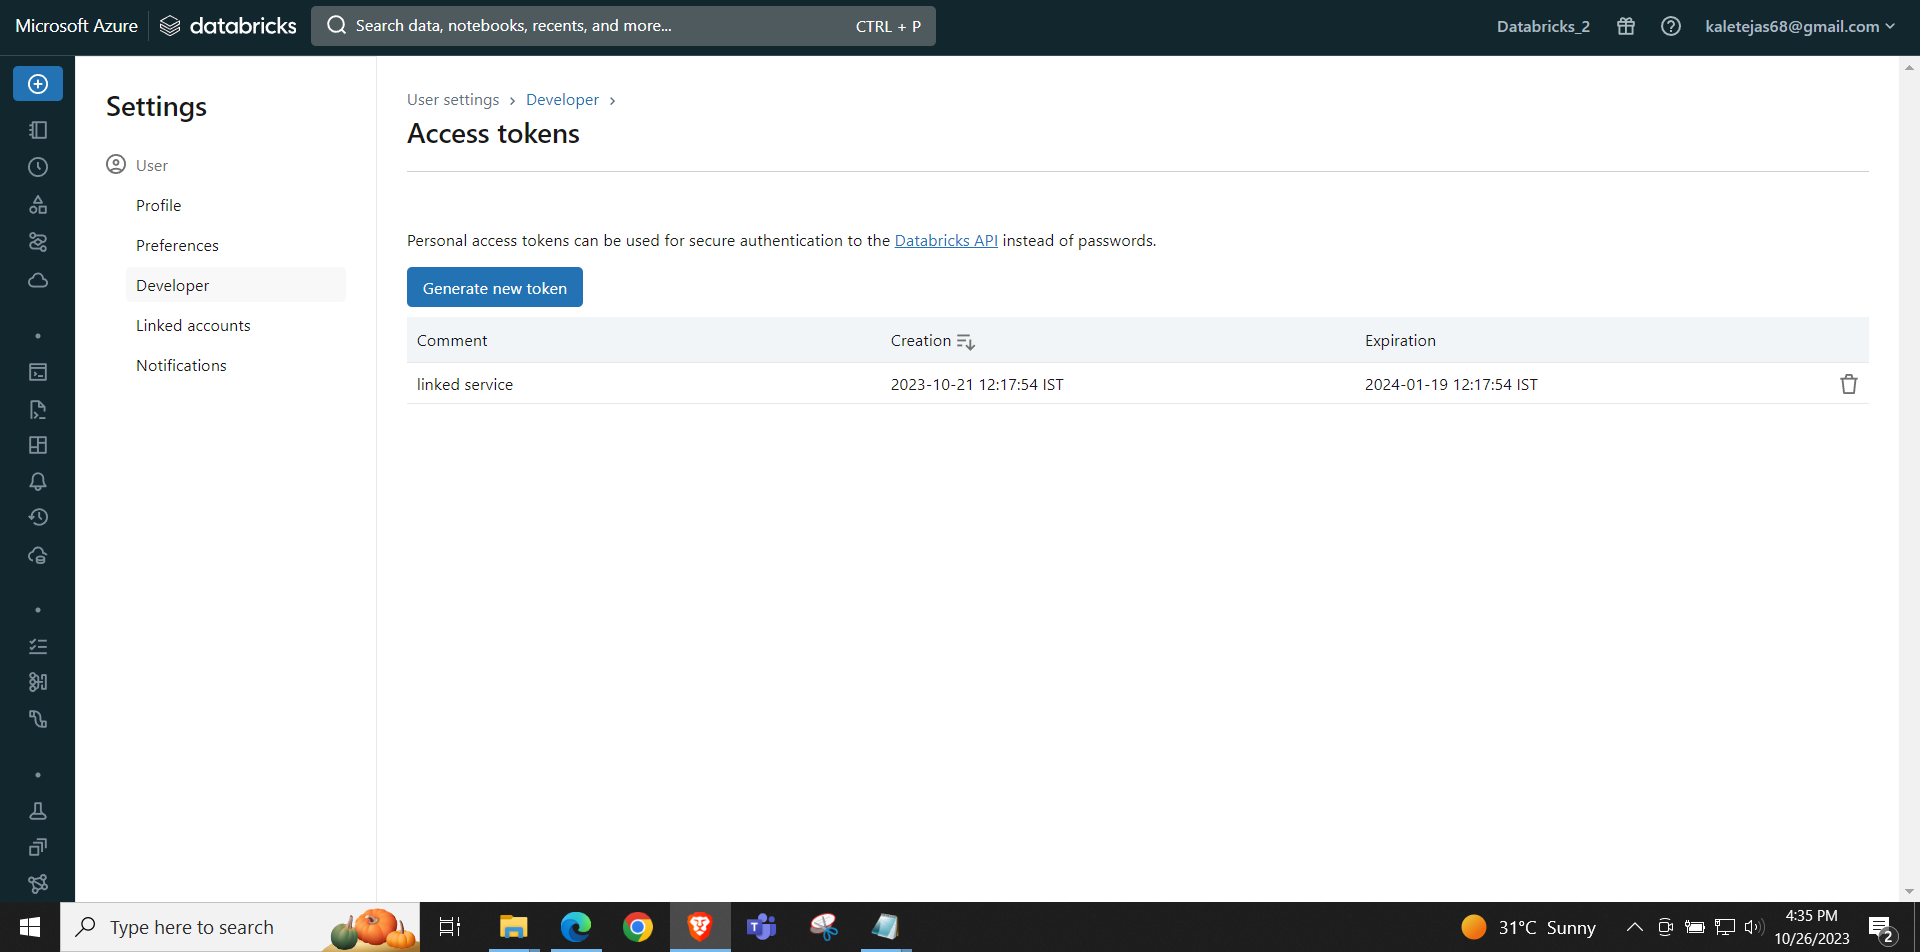 Microsoft Azure databricks Search data, notebooks, recents, and more... CTRL + P Databricks_2 kaletejas68@gmail.com
Settings
User
Profile
Preferences
Developer
Linked accounts
Notifications
User settings › Developer ›
Access tokens
Personal access tokens can be used for secure authentication to the Databricks API instead of passwords.
Generate new token
Comment Creation Expiration
linked service 2023-10-21 12:17:54 IST 2024-01-19 12:17:54 IST
Type here to search 31°C Sunny 4:35 PM
10/26/2023 2